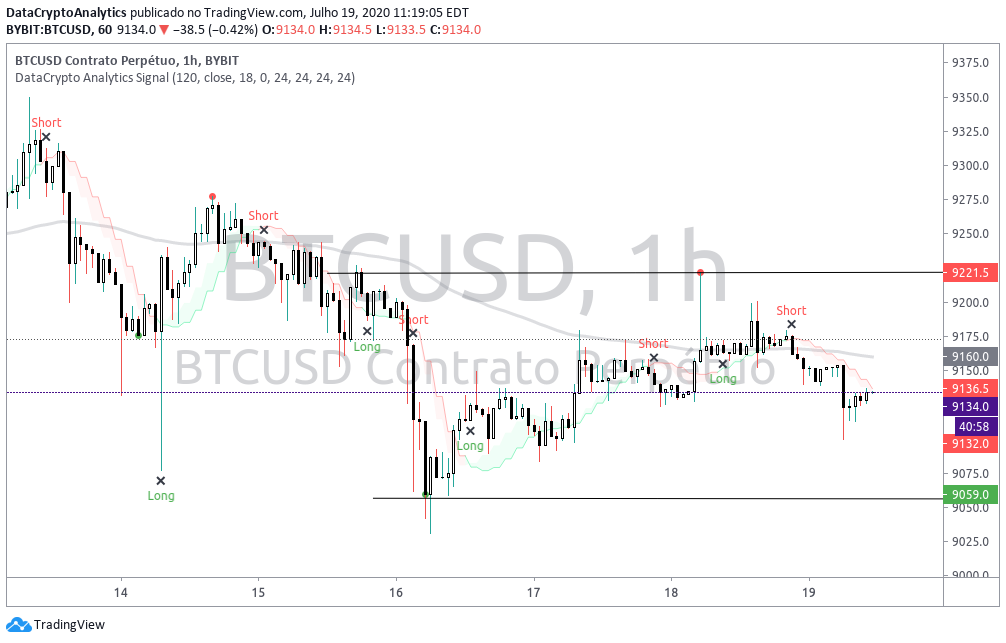 DataCryptoAnalytics publicado no TradingView.com, Julho 19, 2020 11:19:05 EDT
BYBIT:BTCUSD, 60 9134.0 ▼ −38.5 (−0.42%) O:9134.0 H:9134.5 L:9133.5 C:9134.0
BTCUSD Contrato Perpétuo, 1h, BYBIT
DataCrypto Analytics Signal (120, close, 18, 0, 24, 24, 24, 24)
BTCUSD, 1h
BTCUSD Contrato Perpétuo
Short
Short
Short
Short
Short
Long
Long
Long
Long
9375.0
9350.0
9325.0
9300.0
9275.0
9250.0
9221.5
9200.0
9175.0
9160.0
9150.0
9136.5
9134.0
40:58
9132.0
9075.0
9059.0
9050.0
9025.0
9000.0
14
15
16
17
18
19
TradingView